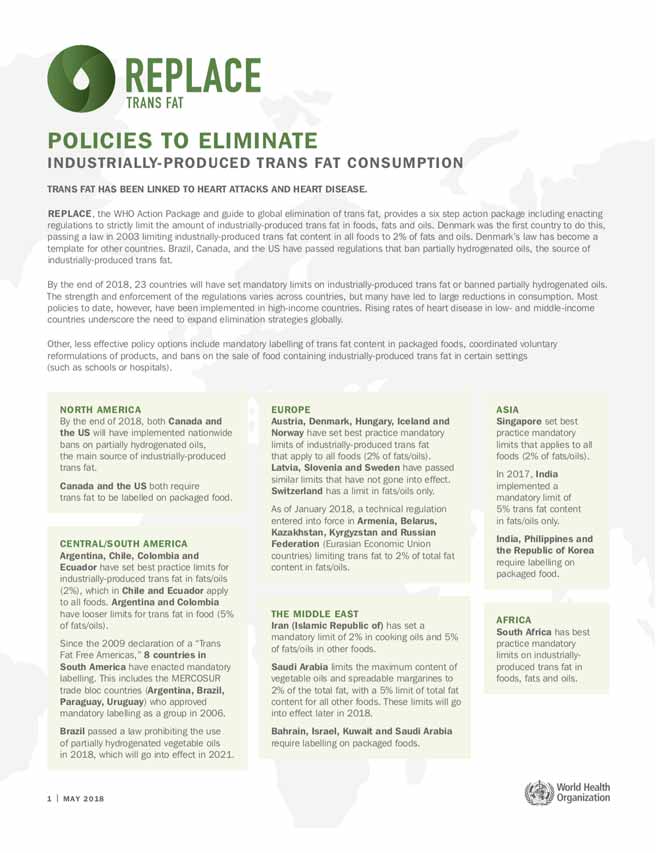 REPLACE
TRANS FAT
POLICIES TO ELIMINATE
INDUSTRIALLY-PRODUCED TRANS FAT CONSUMPTION
TRANS FAT HAS BEEN LINKED TO HEART ATTACKS AND HEART DISEASE.
REPLACE, the WHO Action Package and guide to global elimination of trans fat, provides a six step action package including enacting
regulations to strictly limit the amount of industrially-produced trans fat in foods, fats and oils. Denmark was the first country to do this,
passing a law in 2003 limiting industrially-produced trans fat content in all foods to 2% of fats and oils. Denmark's law has become a
template for other countries. Brazil, Canada, and the US have passed regulations that ban partially hydrogenated oils, the source of
industrially-produced trans fat.
By the end of 2018, 23 countries will have set mandatory limits on industrially-produced trans fat or banned partially hydrogenated oils.
The strength and enforcement of the regulations varies across countries, but many have led to large reductions in consumption. Most
policies to date, however, have been implemented in high-income countries. Rising rates of heart disease in low- and middle-income
countries underscore the need to expand elimination strategies globally.
Other, less effective policy options include mandatory labelling of trans fat content in packaged foods, coordinated voluntary
reformulations of products, and bans on the sale of food containing industrially-produced trans fat in certain settings
(such as schools or hospitals).
NORTH AMERICA
By the end of 2018, both Canada and
the US will have implemented nationwide
bans on partially hydrogenated oils,
the main source of industrially-produced
trans fat.
Canada and the US both require
trans fat to be labelled on packaged food.
CENTRAL/SOUTH AMERICA
Argentina, Chile, Colombia and
Ecuador have set best practice limits for
industrially-produced trans fat in fats/oils
(2%), which in Chile and Ecuador apply
to all foods. Argentina and Colombia
have looser limits for trans fat in food (5%
of fats/oils).
Since the 2009 declaration of a "Trans
Fat Free Americas," 8 countries in
South America have enacted mandatory
labelling. This includes the MERCOSUR
trade bloc countries (Argentina, Brazil,
Paraguay, Uruguay) who approved
mandatory labelling as a group in 2006.
Brazil passed a law prohibiting the use
of partially hydrogenated vegetable oils
in 2018, which will go into effect in 2021.
EUROPE
Austria, Denmark, Hungary, Iceland and
Norway have set best practice mandatory
limits of industrially-produced trans fat
that apply to all foods (2% of fats/oils).
Latvia, Slovenia and Sweden have passed
similar limits that have not gone into effect.
Switzerland has a limit in fats/oils only.
As of January 2018, a technical regulation
entered into force in Armenia, Belarus,
Kazakhstan, Kyrgyzstan and Russian
Federation (Eurasian Economic Union
countries) limiting trans fat to 2% of total fat
content in fats/oils.
THE MIDDLE EAST
Iran (Islamic Republic of) has set a
mandatory limit of 2% in cooking oils and 5%
of fats/oils in other foods.
Saudi Arabia limits the maximum content of
vegetable oils and spreadable margarines to
2% of the total fat, with a 5% limit of total fat
content for all other foods. These limits will go
into effect later in 2018.
Bahrain, Israel, Kuwait and Saudi Arabia
require labelling on packaged foods.
ASIA
Singapore set best
practice mandatory
limits that applies to all
foods (2% of fats/oils).
In 2017, India
implemented a
mandatory limit of
5% trans fat content
in fats/oils only.
India, Philippines and
the Republic of Korea
require labelling on
packaged food.
AFRICA
South Africa has best
practice mandatory
limits on industrially-
produced trans fat in
foods, fats and oils.
1 | MAY 2018
World Health
Organization